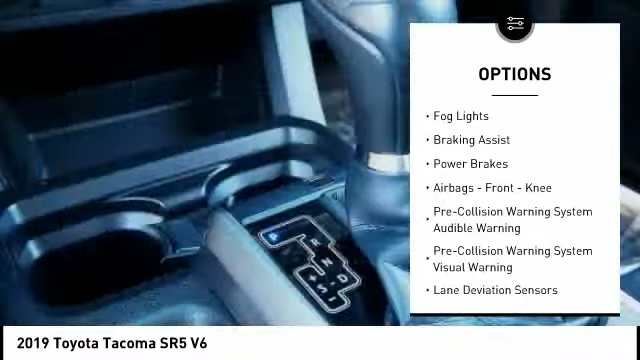 OPTIONS
· Fog Lights
· Braking Assist
· Power Brakes
· Airbags - Front - Knee
· Pre-Collision Warning System
Audible Warning
· Pre-Collision Warning System
Visual Warning
· Lane Deviation Sensors
P
R
N
D
+
S
-
2019 Toyota Tacoma SR5 V6